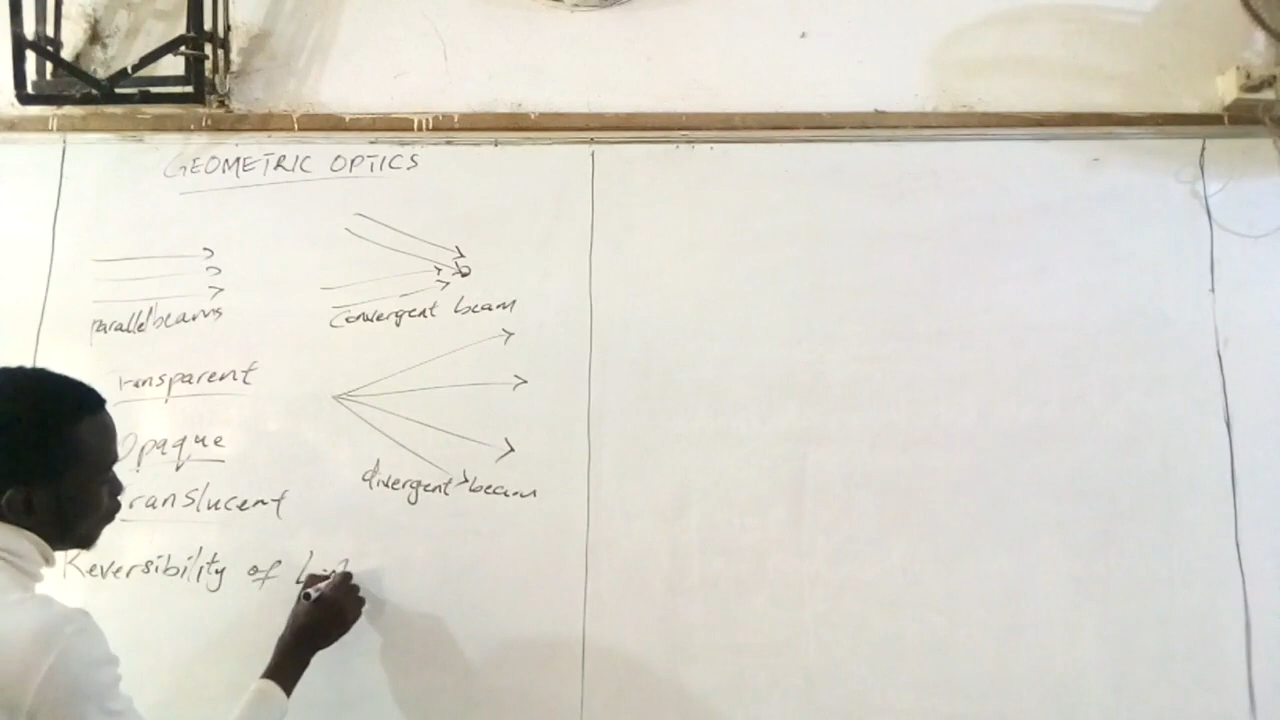 GEOMETRIC OPTICS
parallel beams
Convergent beam
ransparent
Opaque
ranslucent
divergent beam
Reversibility of